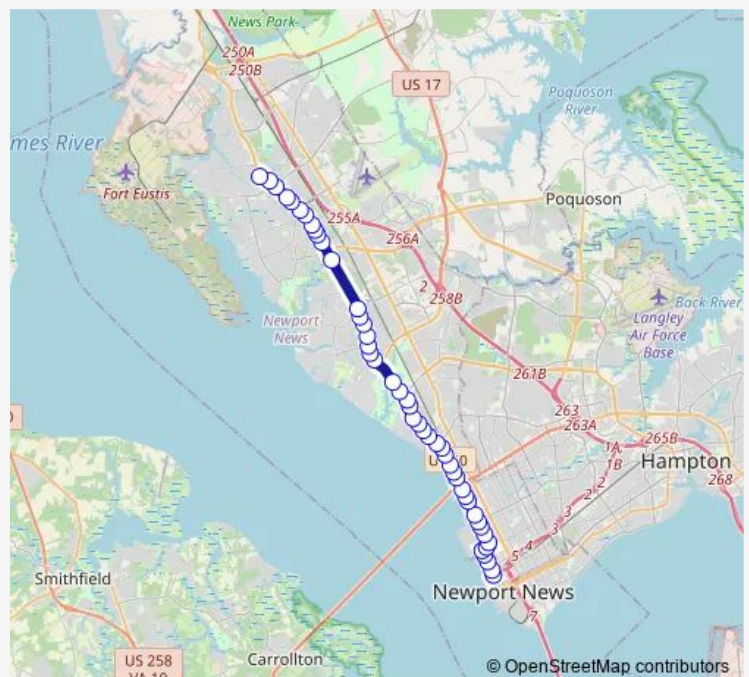 News Park
250A
250B
US 17
Poquoson
River
mes River
Fort Eustis
Poquoson
255A
256A
2
258B
Back River
Langley
Air Force
Base
Newport
News
261B
263
263A
265B
1A
1B
Hampton
268
2
2
3
3
4
5
Smithfield
Newport News
7
US 258
Carrollton
© OpenStreetMap contributors